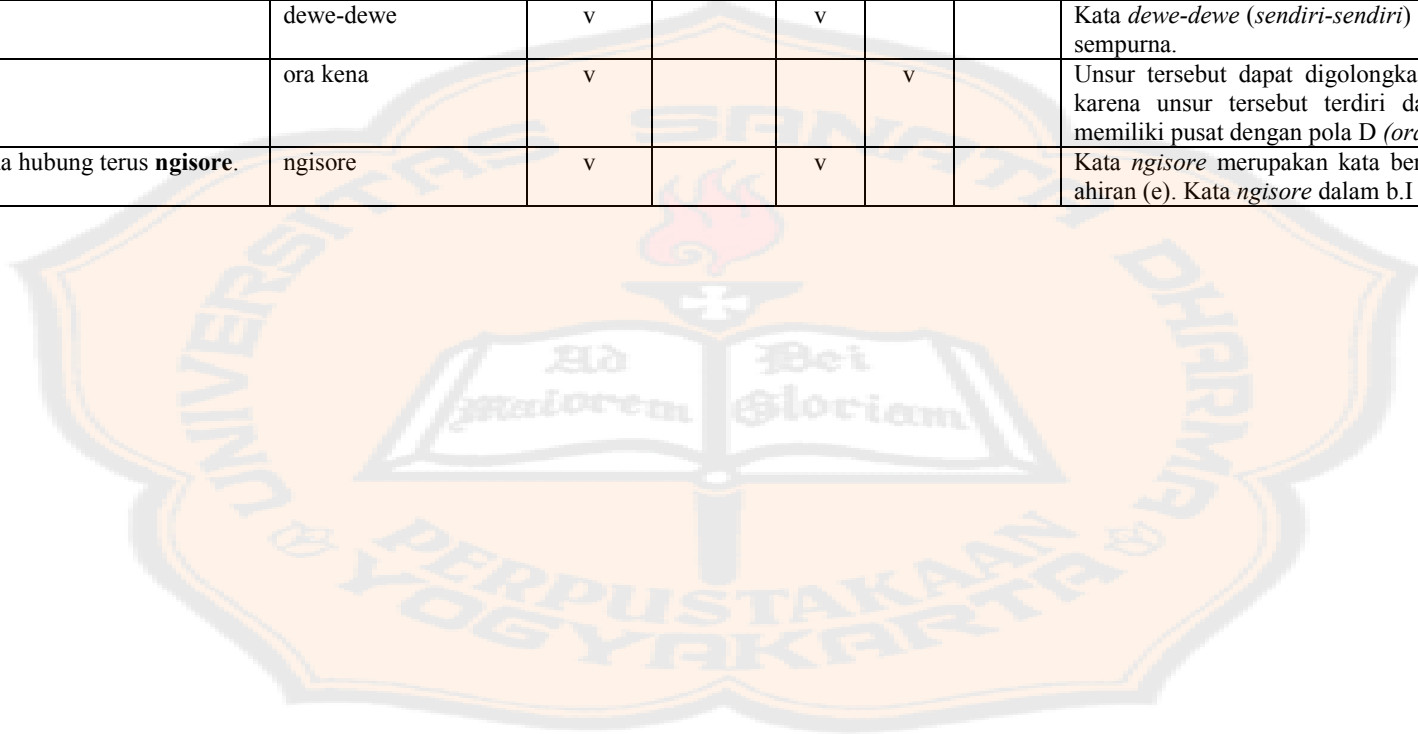 dewe-dewe v v Kata dewe-dewe (sendiri-sendiri)
sempurna.
ora kena v v Unsur tersebut dapat digolongka
karena unsur tersebut terdiri da
memiliki pusat dengan pola D (ora
a hubung terus ngisore. ngisore v v Kata ngisore merupakan kata ber
ahiran (e). Kata ngisore dalam b.I
UNIVERSITAS SANATA DHARMA
Ad Dei
Maiorem Gloriam
PERPUSTAKAAN
YOGYAKARTA